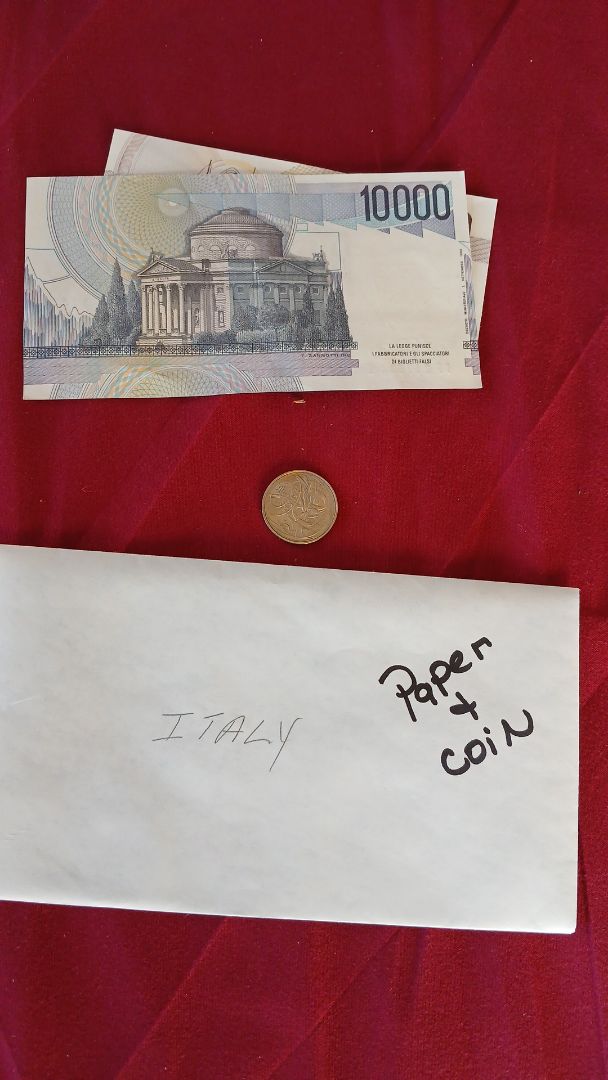 10000
LA LEGGE PUNISCE
I FABBRICATORI E GLI SPACCIATORI
DI BIGLIETTI FALSI
ITALY
Paper
+
coiN